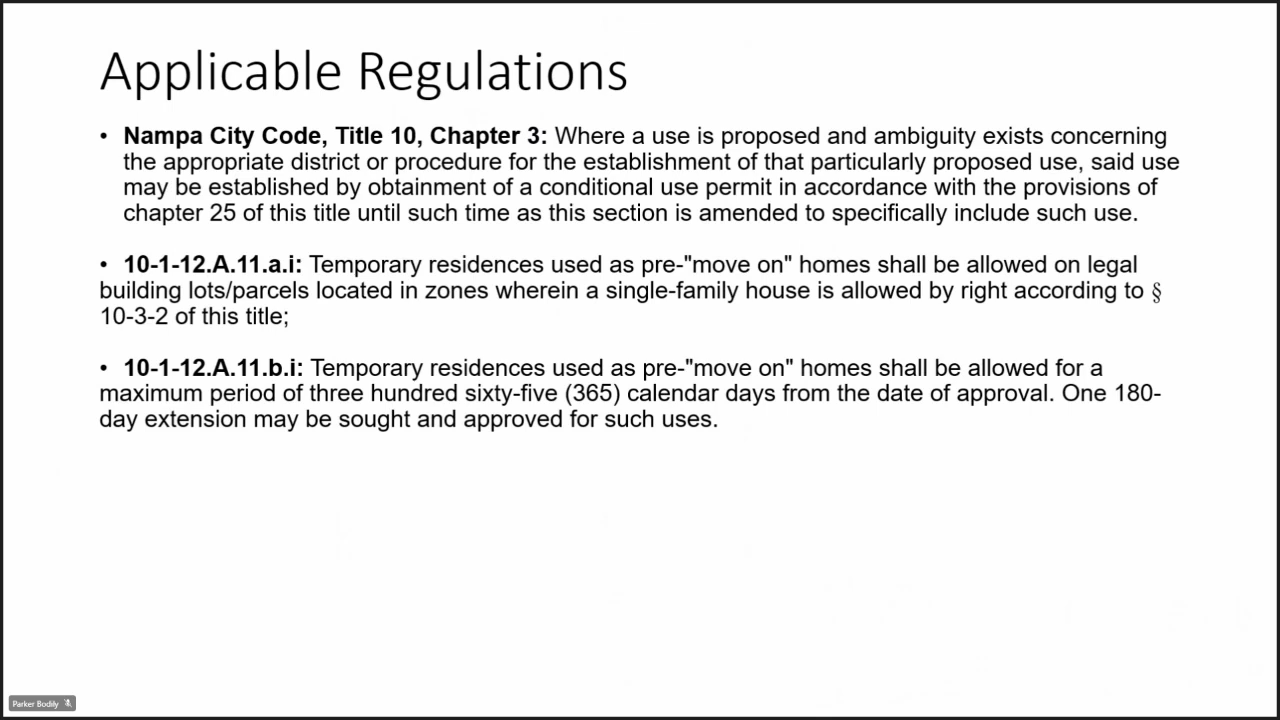 Applicable Regulations
• Nampa City Code, Title 10, Chapter 3: Where a use is proposed and ambiguity exists concerning
the appropriate district or procedure for the establishment of that particularly proposed use, said use
may be established by obtainment of a conditional use permit in accordance with the provisions of
chapter 25 of this title until such time as this section is amended to specifically include such use.
• 10-1-12.A.11.a.i: Temporary residences used as pre-"move on" homes shall be allowed on legal
building lots/parcels located in zones wherein a single-family house is allowed by right according to §
10-3-2 of this title;
• 10-1-12.A.11.b.i: Temporary residences used as pre-"move on" homes shall be allowed for a
maximum period of three hundred sixty-five (365) calendar days from the date of approval. One 180-
day extension may be sought and approved for such uses.
Parker Bodily